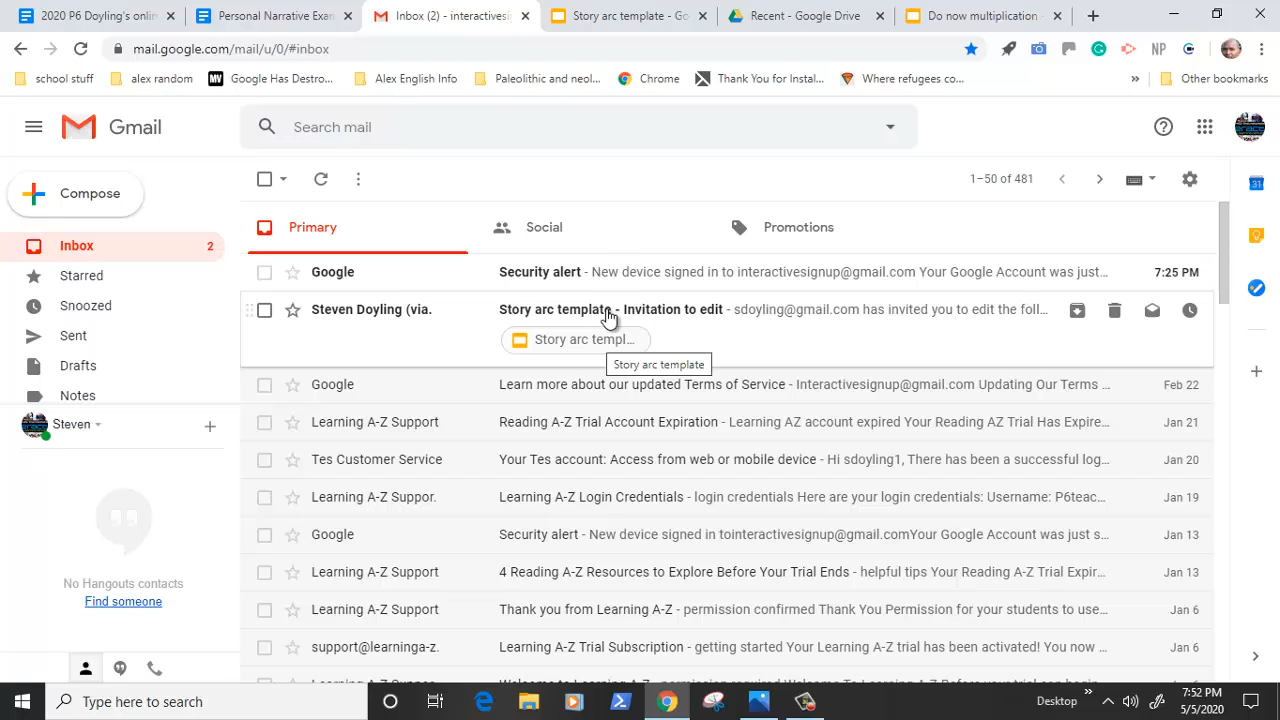 2020 P6 Doyling's onlin
Personal Narrative Exan
Inbox (2) - interactivesi
Story arc template - Go
Recent - Google Drive
Do now multiplication -
mail.google.com/mail/u/0/#inbox
school stuff
alex random
MV Google Has Destro...
Alex English Info
Paleolithic and neol...
Chrome
Thank You for Instal...
Where refugees co...
Other bookmarks
Gmail
Search mail
Compose
1–50 of 481
Primary
Social
Promotions
Inbox 2
Starred
Snoozed
Sent
Drafts
Notes
Steven
No Hangouts contacts
Find someone
Google Security alert - New device signed in to interactivesignup@gmail.com Your Google Account was just... 7:25 PM
Steven Doyling (via. Story arc template - Invitation to edit - sdoyling@gmail.com has invited you to edit the foll...
Story arc templ...
Story arc template
Google Learn more about our updated Terms of Service - Interactivesignup@gmail.com Updating Our Terms ... Feb 22
Learning A-Z Support Reading A-Z Trial Account Expiration - Learning AZ account expired Your Reading AZ Trial Has Expire... Jan 21
Tes Customer Service Your Tes account: Access from web or mobile device - Hi sdoyling1, There has been a successful log... Jan 20
Learning A-Z Suppor. Learning A-Z Login Credentials - login credentials Here are your login credentials: Username: P6teac... Jan 19
Google Security alert - New device signed in tointeractivesignup@gmail.comYour Google Account was just s... Jan 13
Learning A-Z Support 4 Reading A-Z Resources to Explore Before Your Trial Ends - helpful tips Your Reading A-Z Trial Expir... Jan 13
Learning A-Z Support Thank you from Learning A-Z - permission confirmed Thank You Permission for your students to use... Jan 6
support@learninga-z. Learning A-Z Trial Subscription - getting started Your Learning A-Z trial has been activated! You now ... Jan 6
Type here to search
Desktop
7:52 PM
5/5/2020